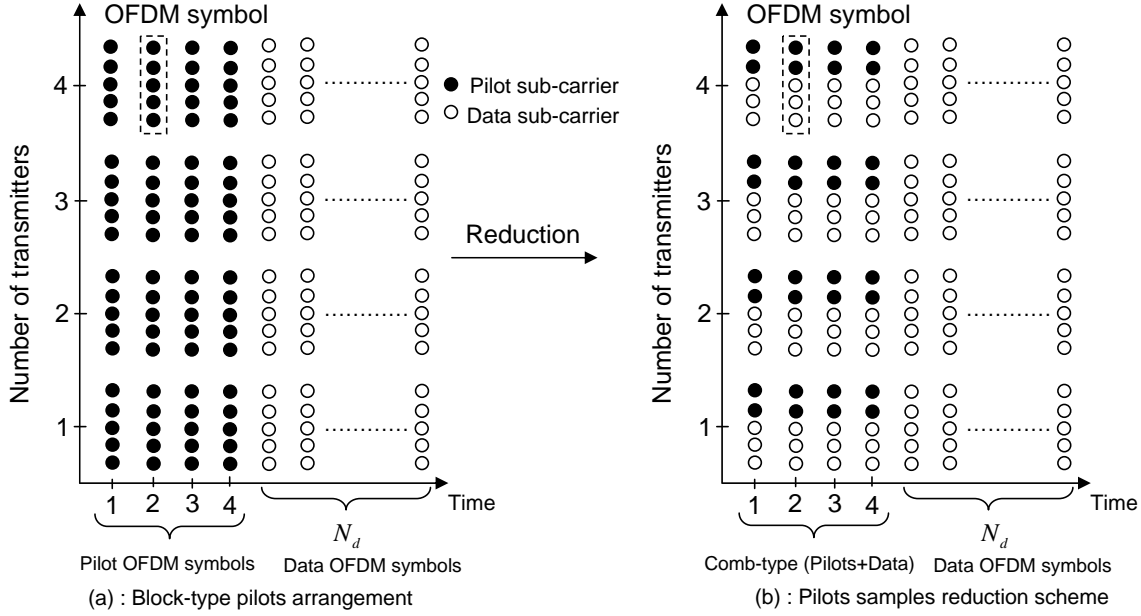 OFDM symbol
4
3
2
1
Number of transmitters
1 2 3 4
Time
Pilot OFDM symbols
N_d
Data OFDM symbols
(a) : Block-type pilots arrangement
Pilot sub-carrier
Data sub-carrier
Reduction
OFDM symbol
4
3
2
1
Number of transmitters
1 2 3 4
Time
Comb-type (Pilots+Data)
N_d
Data OFDM symbols
(b) : Pilots samples reduction scheme